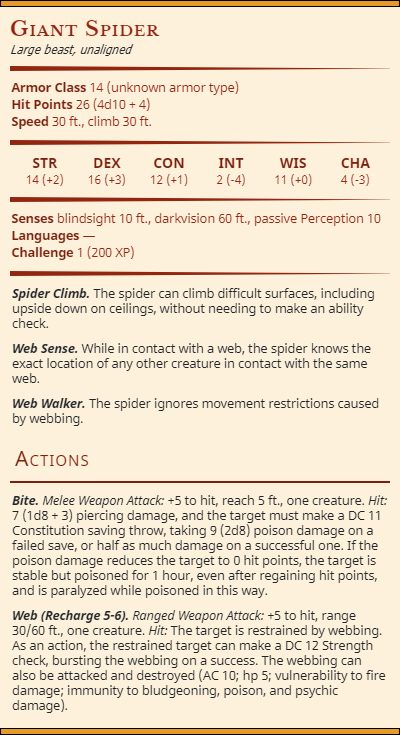 Giant Spider
Large beast, unaligned
Armor Class 14 (unknown armor type)
Hit Points 26 (4d10 + 4)
Speed 30 ft., climb 30 ft.
STR DEX CON INT WIS CHA
14 (+2) 16 (+3) 12 (+1) 2 (-4) 11 (+0) 4 (-3)
Senses blindsight 10 ft., darkvision 60 ft., passive Perception 10
Languages —
Challenge 1 (200 XP)
Spider Climb. The spider can climb difficult surfaces, including
upside down on ceilings, without needing to make an ability
check.
Web Sense. While in contact with a web, the spider knows the
exact location of any other creature in contact with the same
web.
Web Walker. The spider ignores movement restrictions caused
by webbing.
Actions
Bite. Melee Weapon Attack: +5 to hit, reach 5 ft., one creature. Hit:
7 (1d8 + 3) piercing damage, and the target must make a DC 11
Constitution saving throw, taking 9 (2d8) poison damage on a
failed save, or half as much damage on a successful one. If the
poison damage reduces the target to 0 hit points, the target is
stable but poisoned for 1 hour, even after regaining hit points,
and is paralyzed while poisoned in this way.
Web (Recharge 5-6). Ranged Weapon Attack: +5 to hit, range
30/60 ft., one creature. Hit: The target is restrained by webbing.
As an action, the restrained target can make a DC 12 Strength
check, bursting the webbing on a success. The webbing can
also be attacked and destroyed (AC 10; hp 5; vulnerability to fire
damage; immunity to bludgeoning, poison, and psychic
damage).